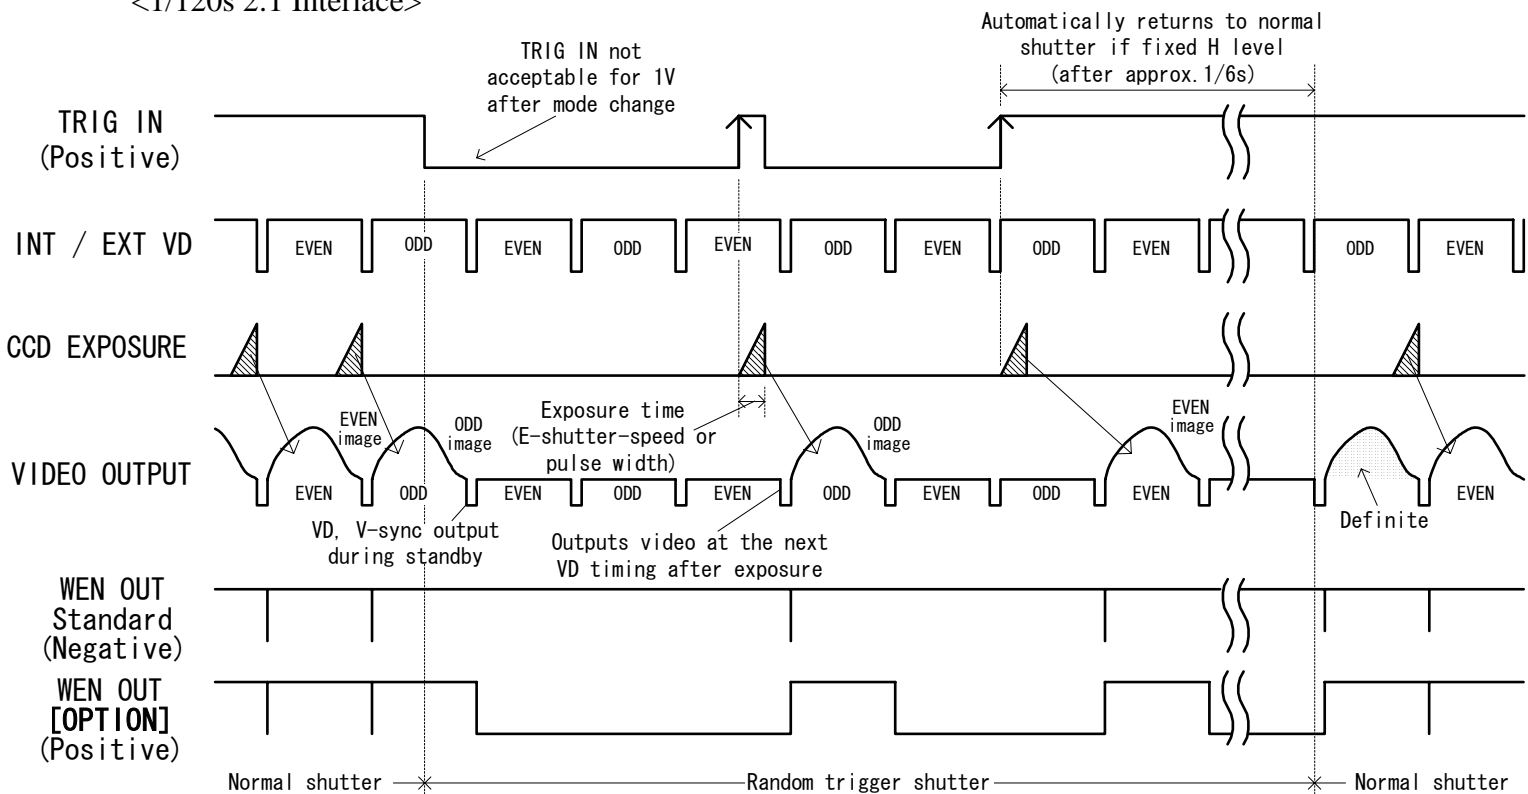 <1/120s 2:1 Interlace>
Automatically returns to normal
shutter if fixed H level
(after approx.1/6s)
TRIG IN not
acceptable for 1V
after mode change
TRIG IN
(Positive)
INT / EXT VD
EVEN ODD EVEN ODD EVEN ODD EVEN ODD EVEN ODD EVEN
CCD EXPOSURE
Exposure time
(E-shutter-speed or
pulse width)
EVEN
image
ODD
image
ODD
image
EVEN
image
VIDEO OUTPUT
EVEN ODD EVEN ODD EVEN ODD EVEN ODD EVEN EVEN
VD, V-sync output
during standby
Outputs video at the next
VD timing after exposure
Definite
WEN OUT
Standard
(Negative)
WEN OUT
[OPTION]
(Positive)
Normal shutter Random trigger shutter Normal shutter